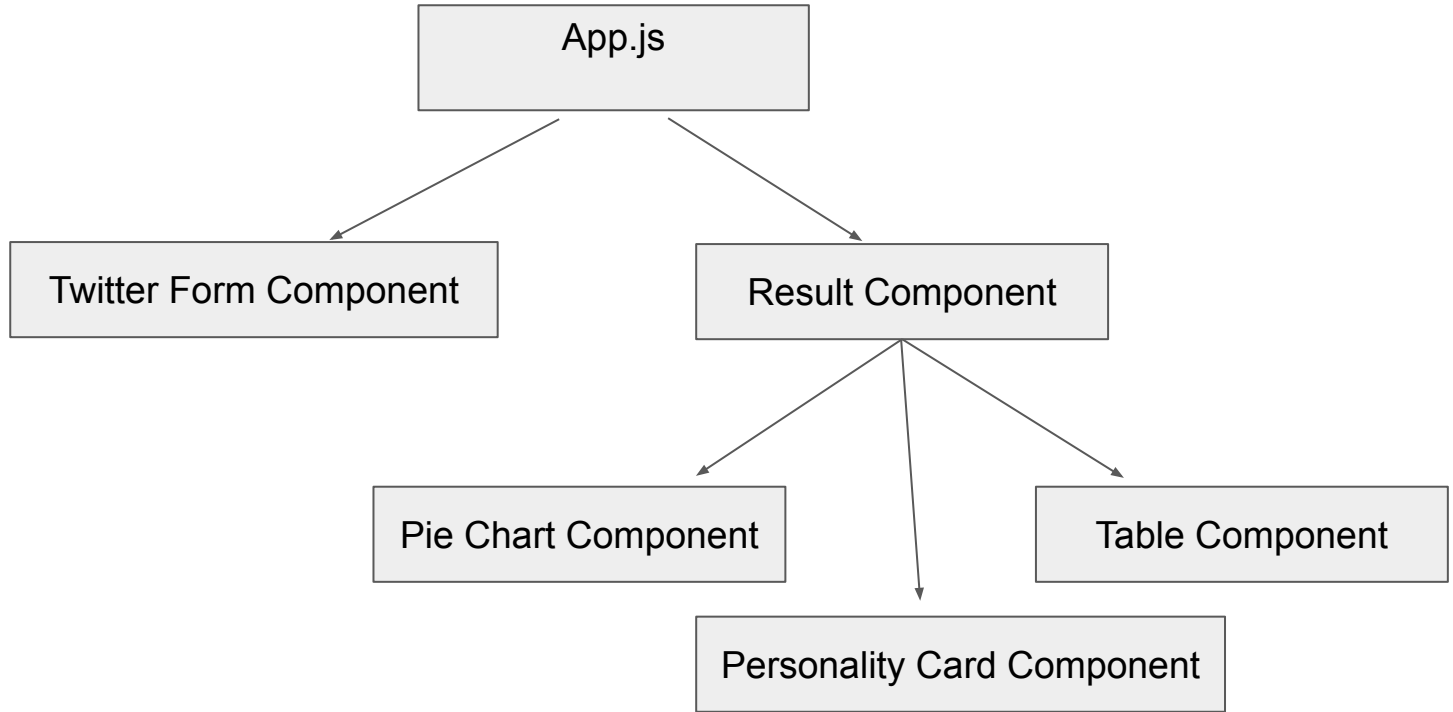 App.js
Twitter Form Component
Result Component
Pie Chart Component
Table Component
Personality Card Component